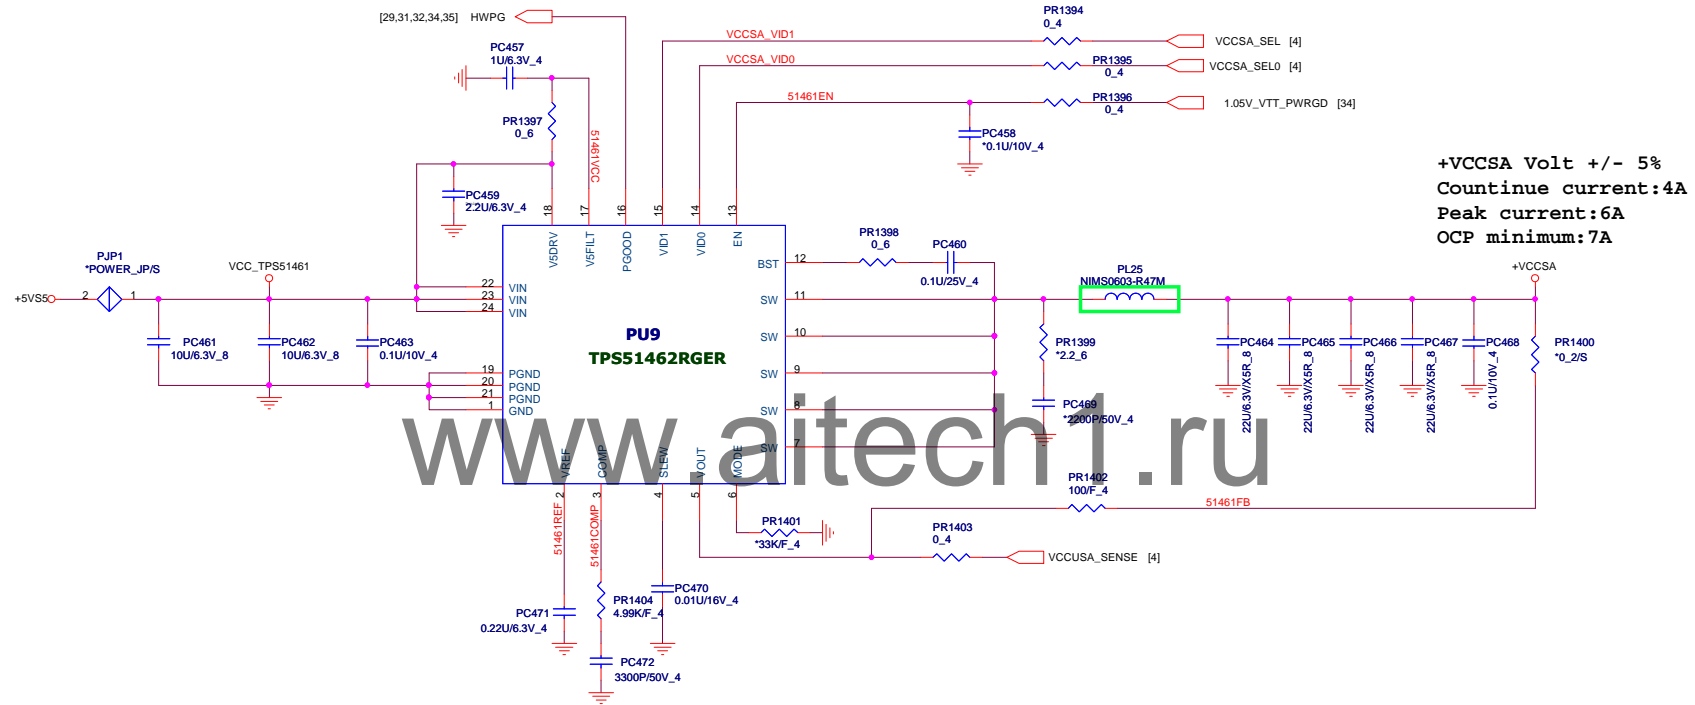 [29,31,32,34,35] HWPG
PC457
1U/6.3V_4
PR1397
0_6
51461VCC
VCCSA_VID1
VCCSA_VID0
51461EN
PR1394
0_4
VCCSA_SEL [4]
PR1395
0_4
VCCSA_SEL0 [4]
PR1396
0_4
1.05V_VTT_PWRGD [34]
PC458
*0.1U/10V_4
+VCCSA Volt +/- 5%
Countinue current:4A
Peak current:6A
OCP minimum:7A
PC459
2.2U/6.3V_4
18
17
16
15
14
13
V5DRV
V5FILT
PGOOD
VID1
VID0
EN
PJP1
*POWER_JP/S
+5VS5
2
1
VCC_TPS51461
22
23
24
VIN
VIN
VIN
PC461
10U/6.3V_8
PC462
10U/6.3V_8
PC463
0.1U/10V_4
19
20
21
1
PGND
PGND
PGND
GND
PU9
TPS51462RGER
BST
SW
SW
SW
SW
SW
12
11
10
9
8
7
PR1398
0_6
PC460
0.1U/25V_4
PL25
NIMS0603-R47M
+VCCSA
PR1399
*2.2_6
PC469
*2200P/50V_4
PC464
22U/6.3V/X5R_8
PC465
22U/6.3V/X5R_8
PC466
22U/6.3V/X5R_8
PC467
22U/6.3V/X5R_8
PC468
0.1U/10V_4
PR1400
*0_2/S
www.aitech1.ru
VREF
COMP
SLEW
VOUT
MODE
2
3
4
5
6
51461REF
51461COMP
PR1402
100/F_4
51461FB
PR1401
*33K/F_4
PR1403
0_4
VCCUSA_SENSE [4]
PC471
0.22U/6.3V_4
PR1404
4.99K/F_4
PC470
0.01U/16V_4
PC472
3300P/50V_4